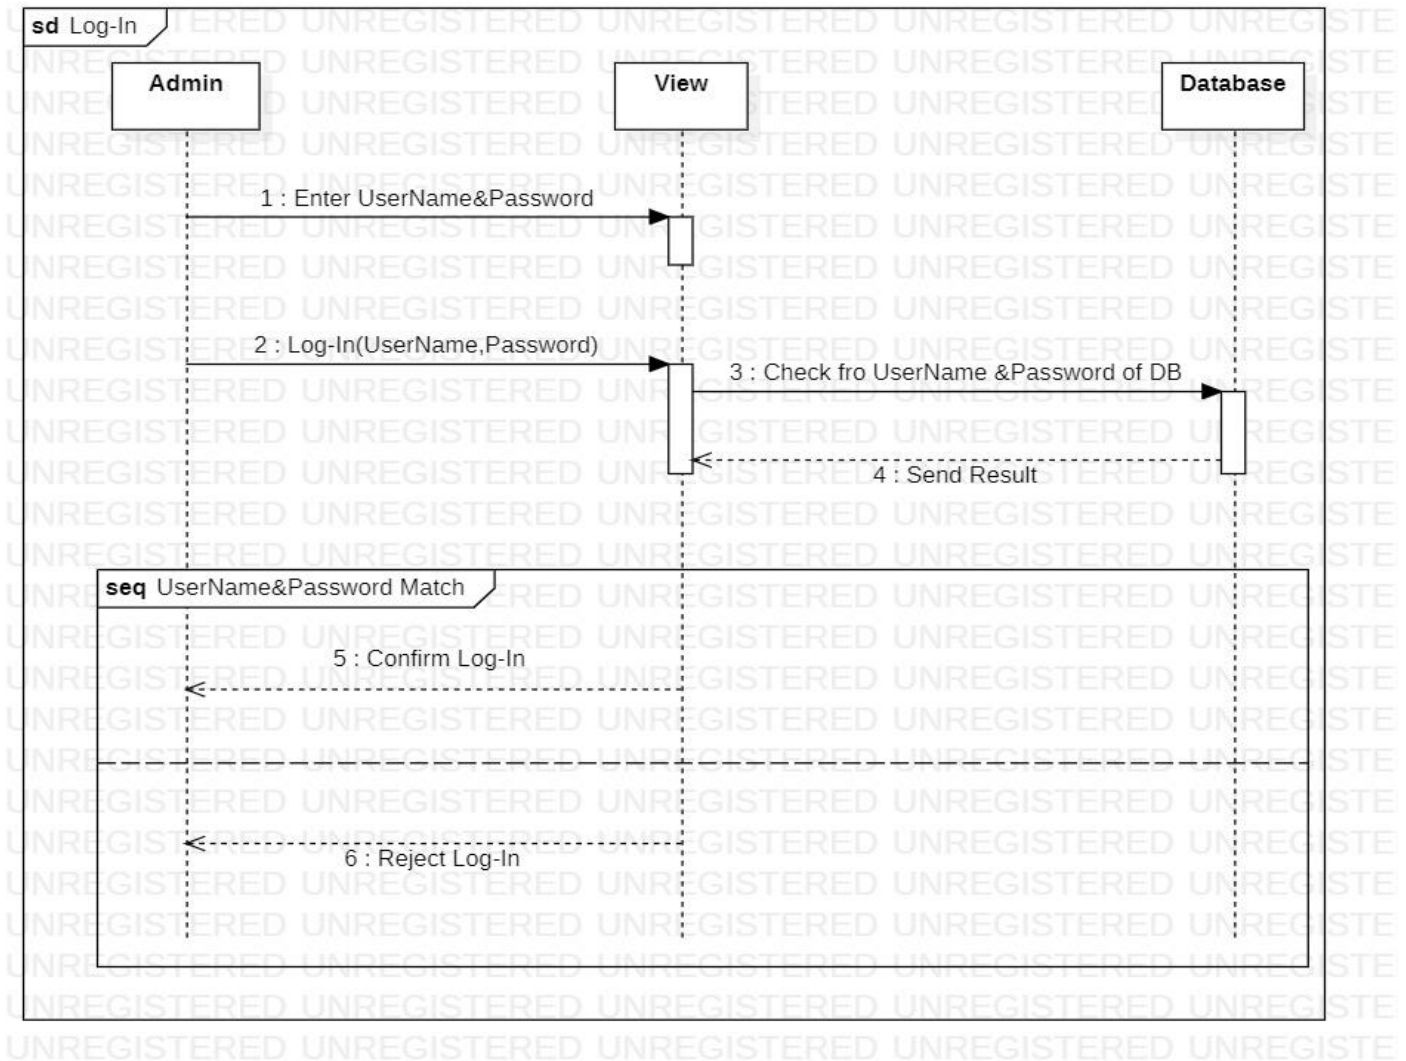 sd Log-In
Admin
View
Database
1 : Enter UserName&Password
2 : Log-In(UserName,Password)
3 : Check fro UserName &Password of DB
4 : Send Result
seq UserName&Password Match
5 : Confirm Log-In
6 : Reject Log-In
UNREGISTERED